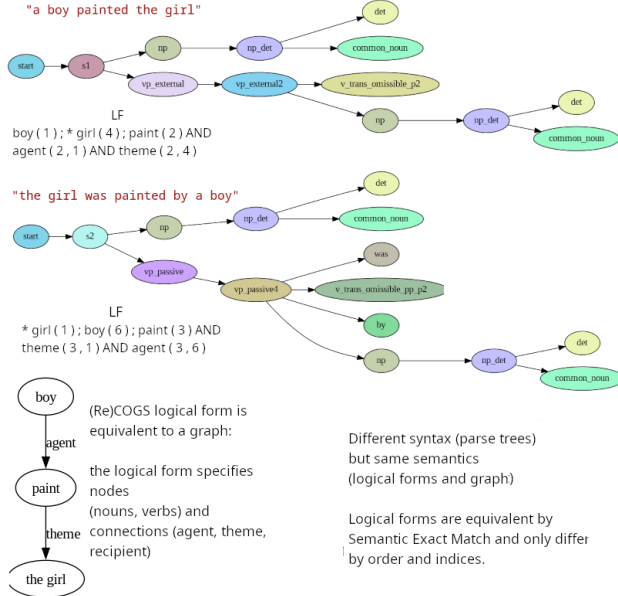 "a boy painted the girl"
start
s1
np
np_det
det
common_noun
vp_external
vp_external2
v_trans_omissible_p2
np
np_det
det
common_noun
LF
boy ( 1 ) ; * girl ( 4 ) ; paint ( 2 ) AND
agent ( 2 , 1 ) AND theme ( 2 , 4 )
"the girl was painted by a boy"
start
s2
np
np_det
det
common_noun
vp_passive
vp_passive4
was
v_trans_omissible_pp_p2
by
np
np_det
det
common_noun
LF
* girl ( 1 ) ; boy ( 6 ) ; paint ( 3 ) AND
theme ( 3 , 1 ) AND agent ( 3 , 6 )
boy
agent
paint
theme
the girl
(Re)COGS logical form is
equivalent to a graph:
the logical form specifies
nodes
(nouns, verbs) and
connections (agent, theme,
recipient)
Different syntax (parse trees)
but same semantics
(logical forms and graph)
Logical forms are equivalent by
Semantic Exact Match and only differ
by order and indices.